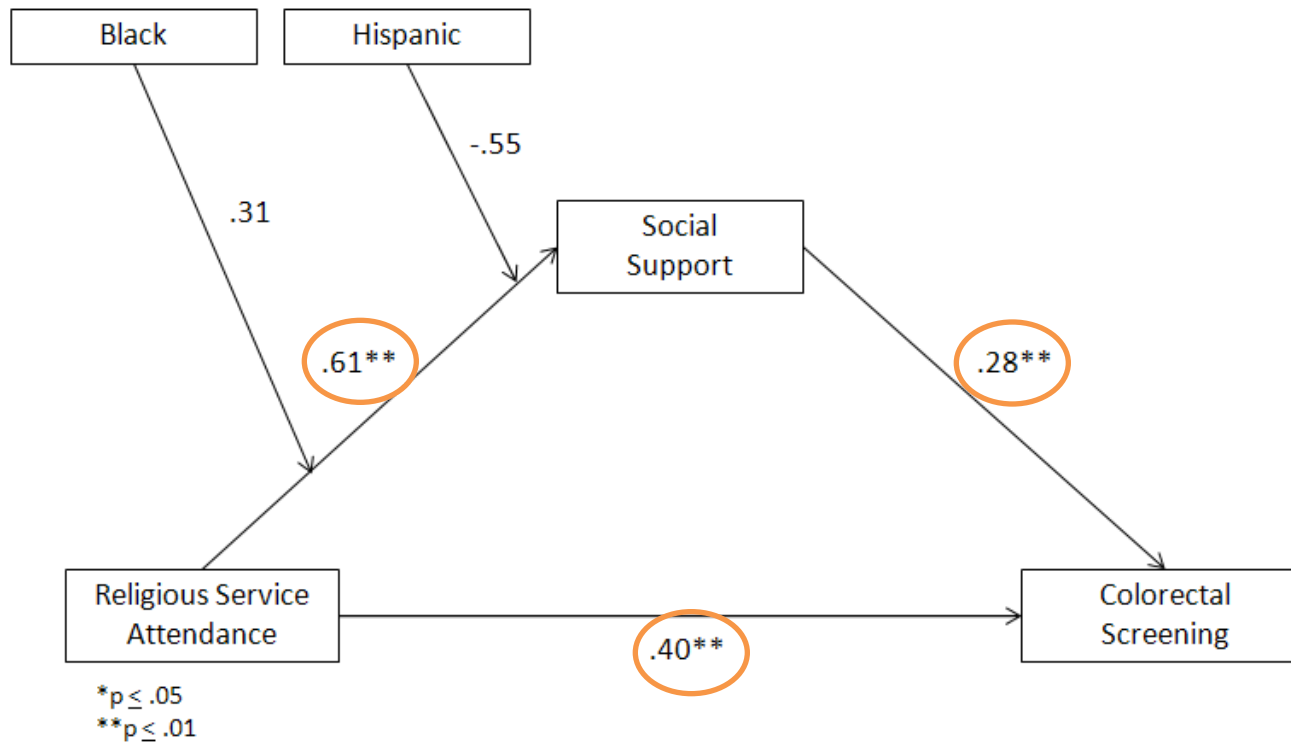 Black
Hispanic
-.55
.31
Social
Support
.61**
.28**
Religious Service
Attendance
Colorectal
Screening
.40**
*p ≤ .05
**p ≤ .01